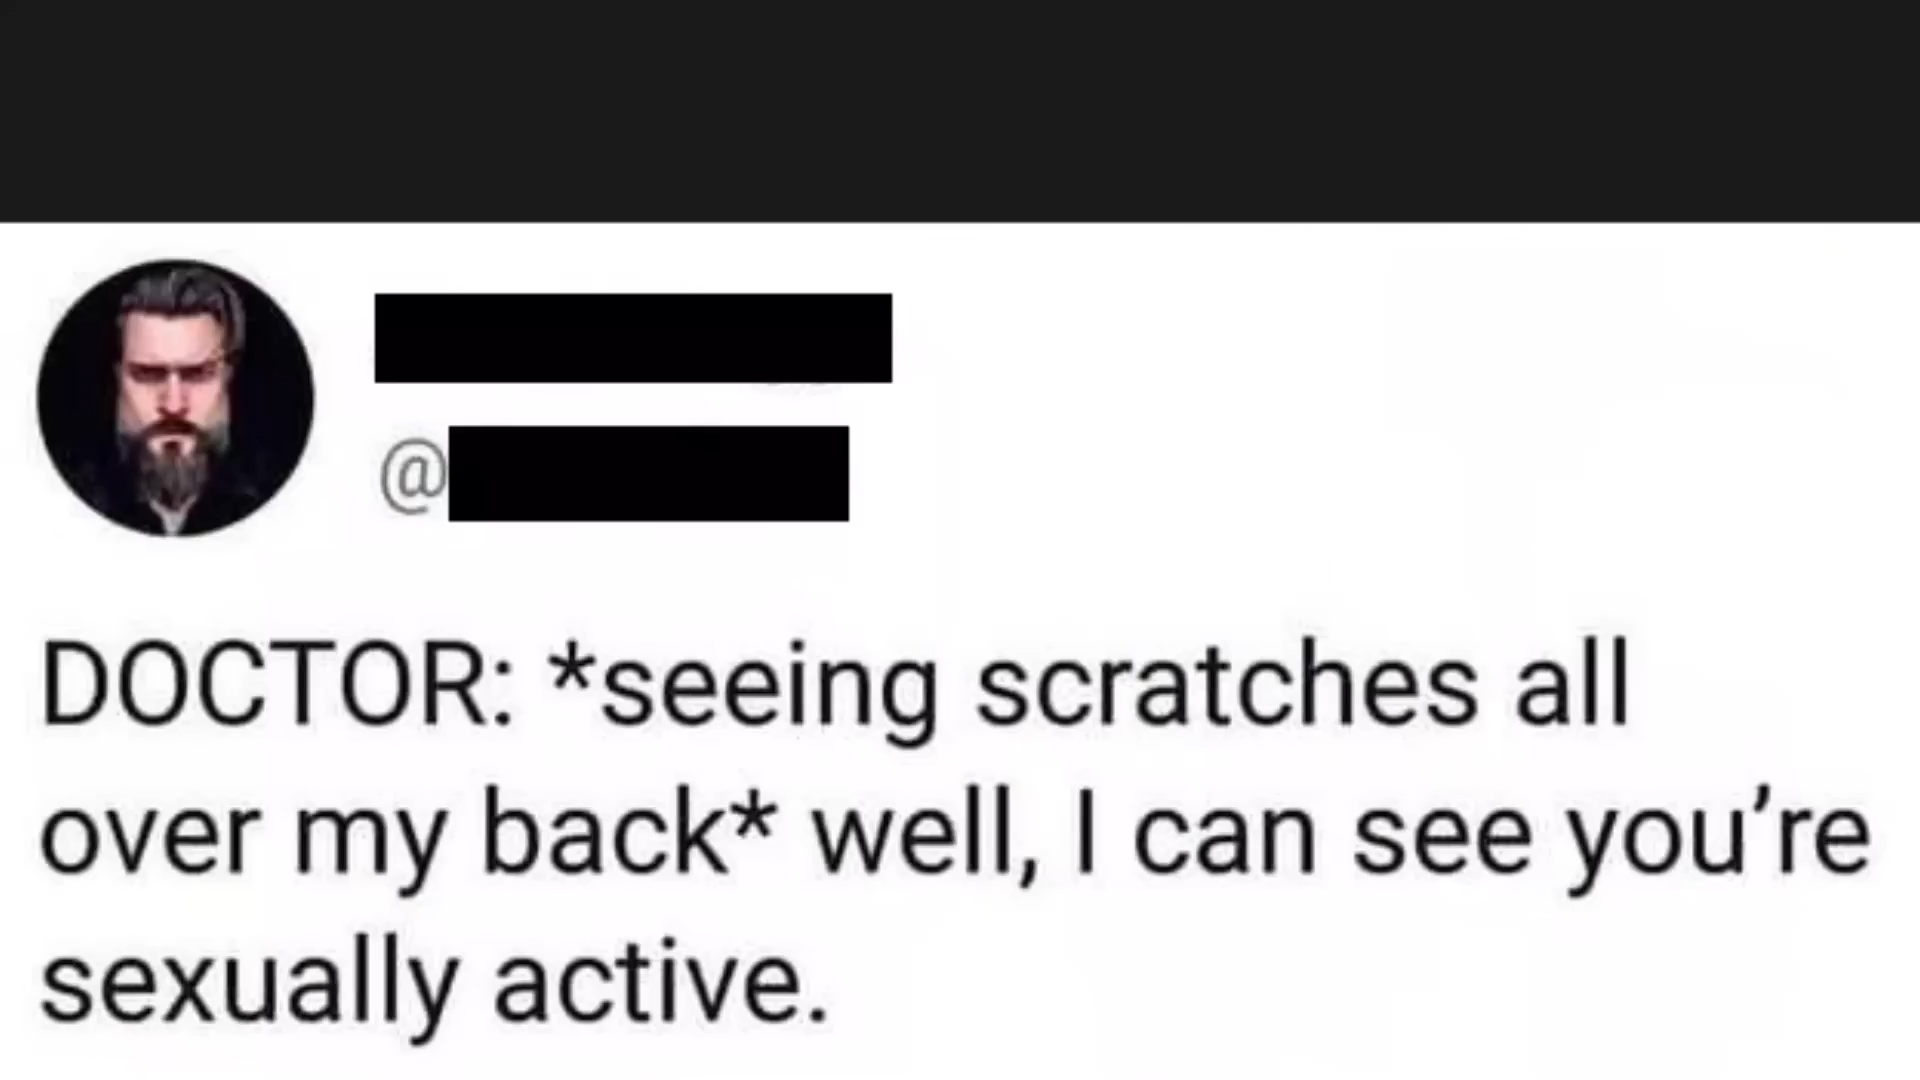 @
DOCTOR: *seeing scratches all
over my back* well, I can see you’re
sexually active.